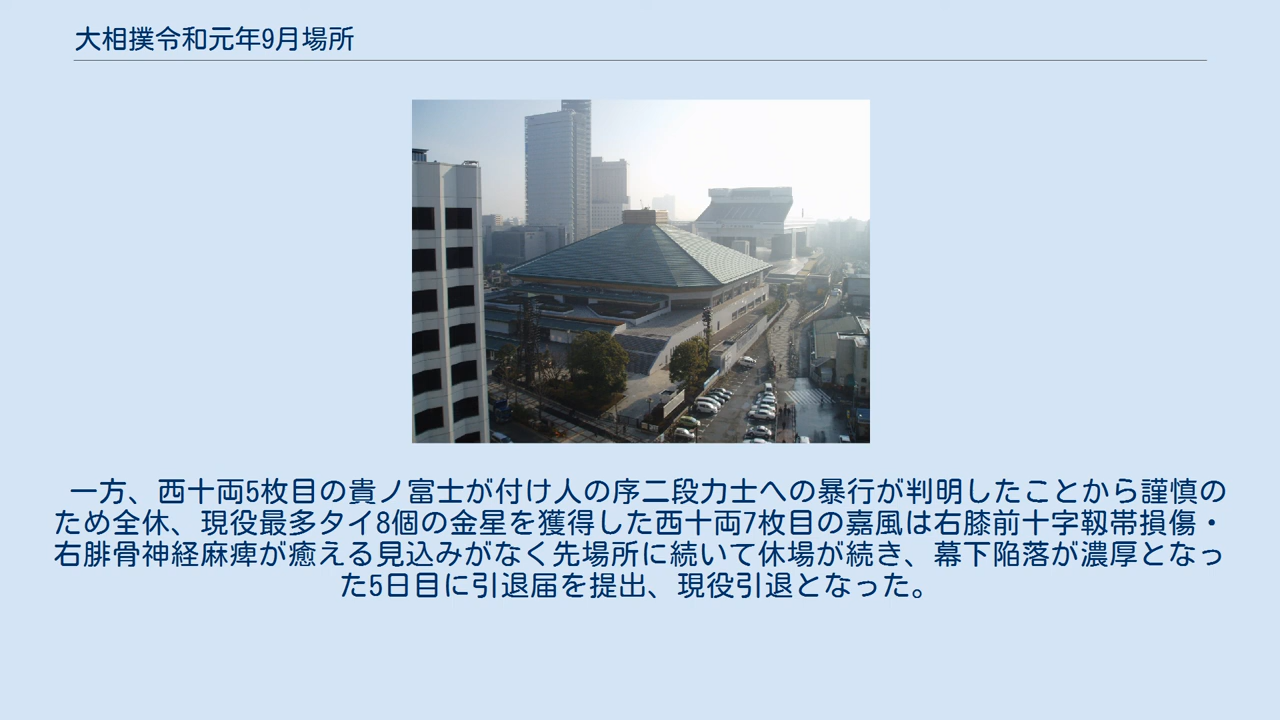 大相撲令和元年9月場所
一方、西十両5枚目の貴ノ富士が付け人の序二段力士への暴行が判明したことから謹慎の
ため全休、現役最多タイ8個の金星を獲得した西十両7枚目の嘉風は右膝前十字靱帯損傷・
右腓骨神経麻痺が癒える見込みがなく先場所に続いて休場が続き、幕下陥落が濃厚となっ
た5日目に引退届を提出、現役引退となった。